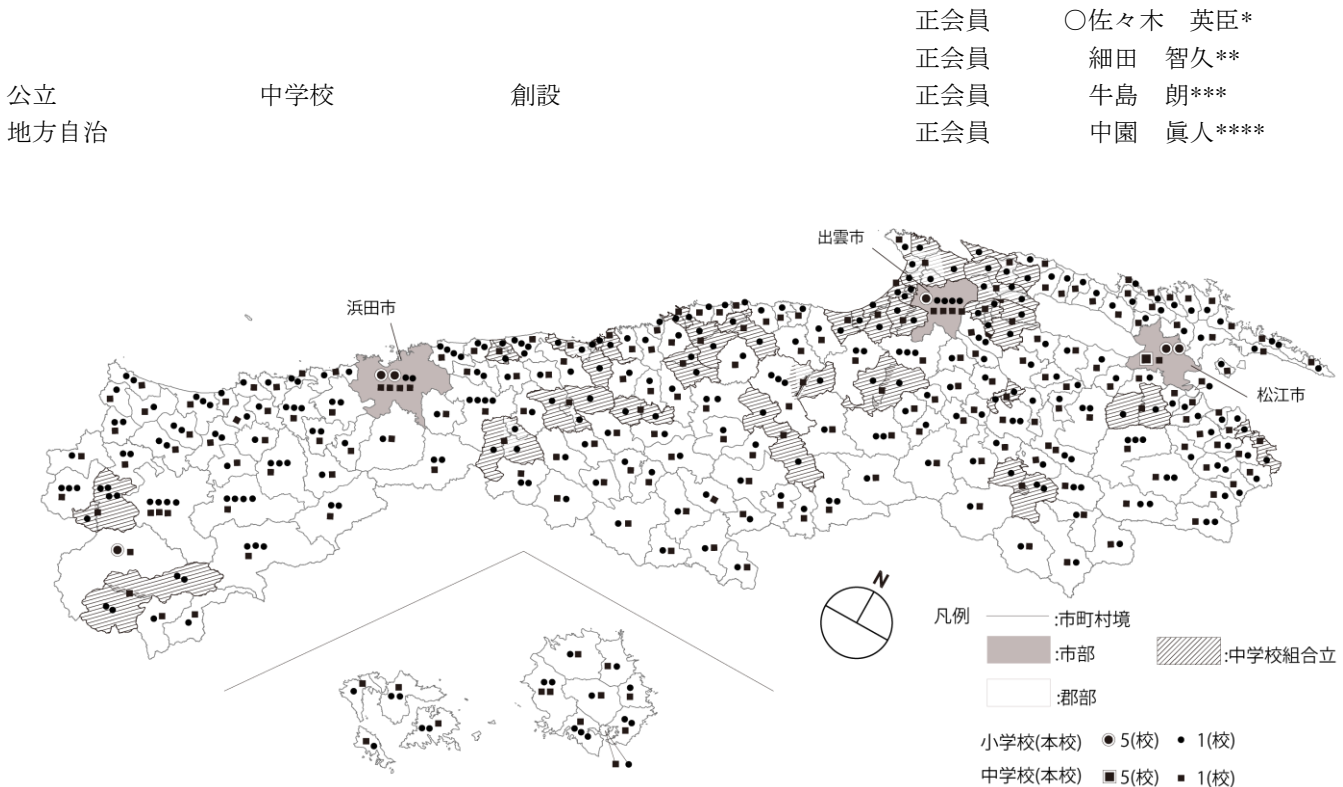 正会員 ○佐々木 英臣*
正会員 細田 智久**
公立 中学校 創設 正会員 牛島 朗***
地方自治 正会員 中園 眞人****
出雲市
浜田市
松江市
N
凡例 :市町村境
:市部 :中学校組合立
:郡部
小学校(本校) 5(校) 1(校)
中学校(本校) 5(校) 1(校)